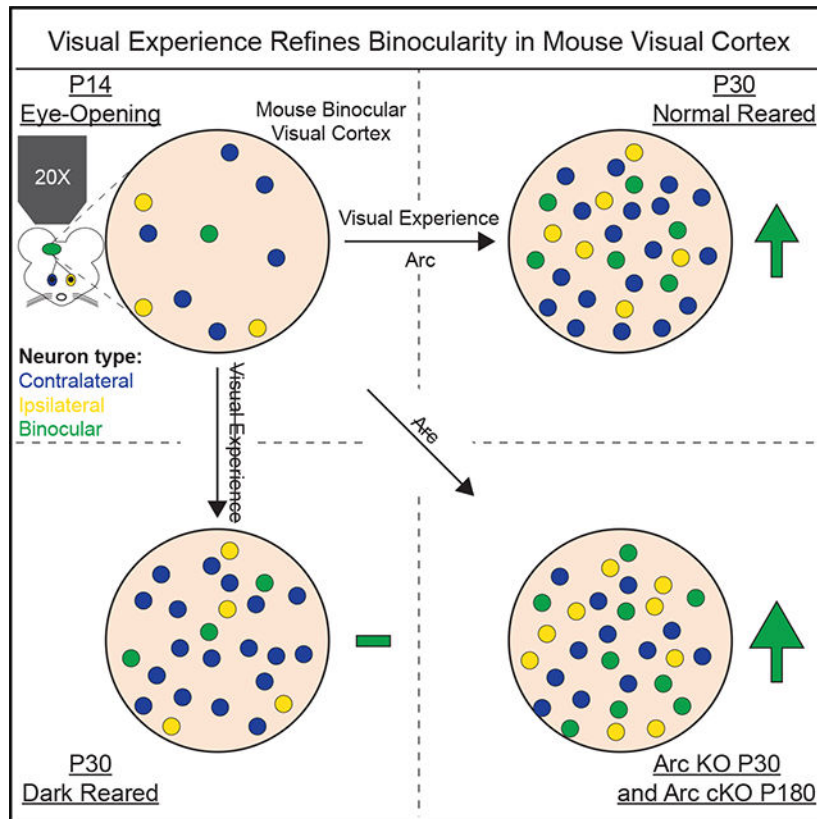 Visual Experience Refines Binocularity in Mouse Visual Cortex
P14
Eye-Opening
Mouse Binocular
Visual Cortex
20X
P30
Normal Reared
Visual Experience
Arc
Neuron type:
Contralateral
Ipsilateral
Binocular
Visual Experience
Arc
P30
Dark Reared
Arc KO P30
and Arc cKO P180